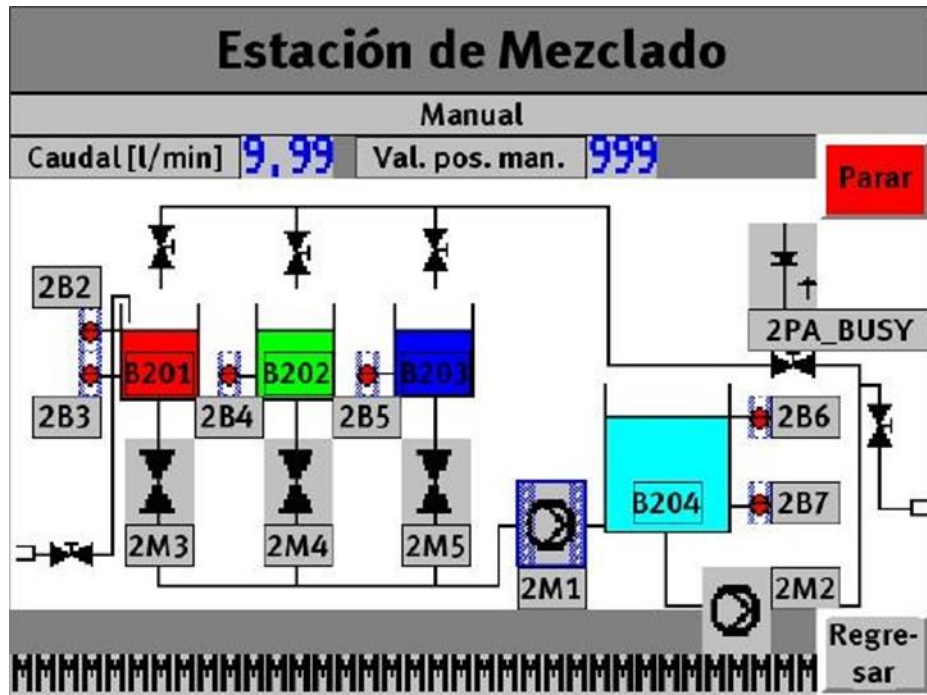 Estación de Mezclado
Manual
Caudal [l/min] 9,99 Val. pos. man. 999
Parar
2B2
2PA_BUSY
B201 B202 B203
2B3 2B4 2B5 2B6
B204 2B7
2M3 2M4 2M5
2M1 2M2
Regre-
sar